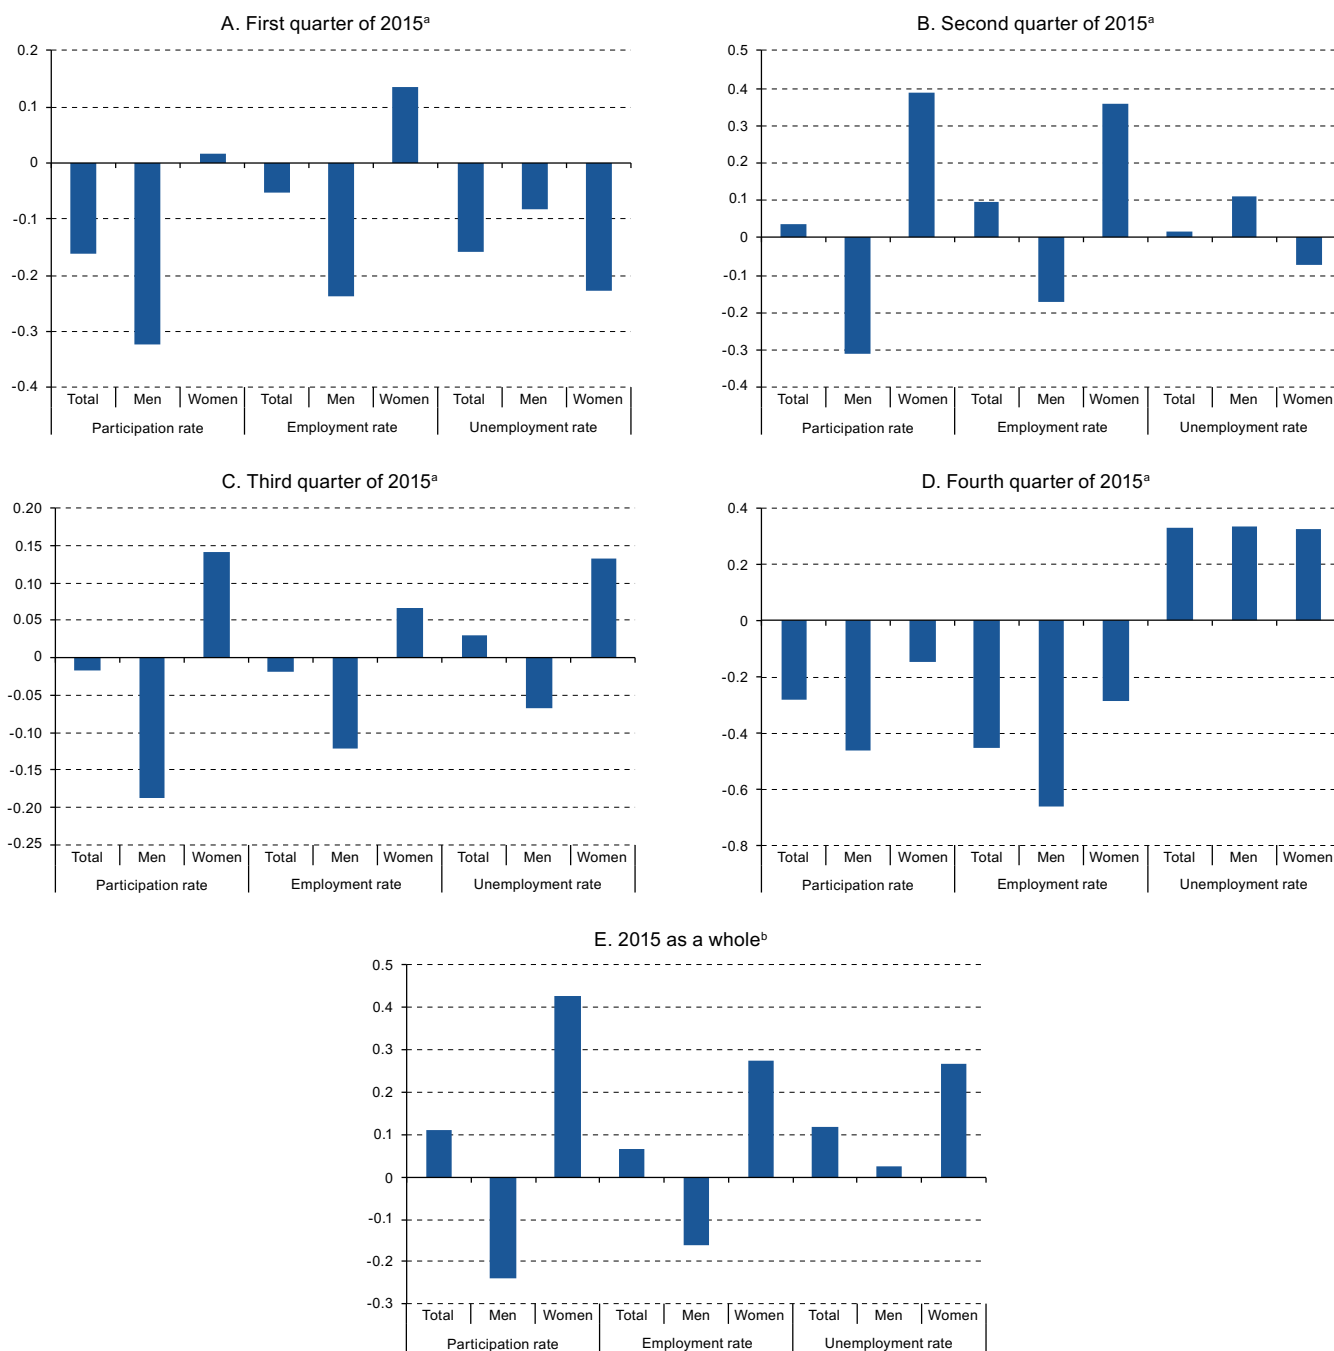 A. First quarter of 2015ᵃ
0.2
0.1
0
-0.1
-0.2
-0.3
-0.4
Total Men Women Total Men Women Total Men Women
Participation rate Employment rate Unemployment rate
B. Second quarter of 2015ᵃ
0.5
0.4
0.3
0.2
0.1
0
-0.1
-0.2
-0.3
-0.4
Total Men Women Total Men Women Total Men Women
Participation rate Employment rate Unemployment rate
C. Third quarter of 2015ᵃ
0.20
0.15
0.10
0.05
0
-0.05
-0.10
-0.15
-0.20
-0.25
Total Men Women Total Men Women Total Men Women
Participation rate Employment rate Unemployment rate
D. Fourth quarter of 2015ᵃ
0.4
0.2
0
-0.2
-0.4
-0.6
-0.8
Total Men Women Total Men Women Total Men Women
Participation rate Employment rate Unemployment rate
E. 2015 as a wholeᵇ
0.5
0.4
0.3
0.2
0.1
0
-0.1
-0.2
-0.3
Total Men Women Total Men Women Total Men Women
Participation rate Employment rate Unemployment rate